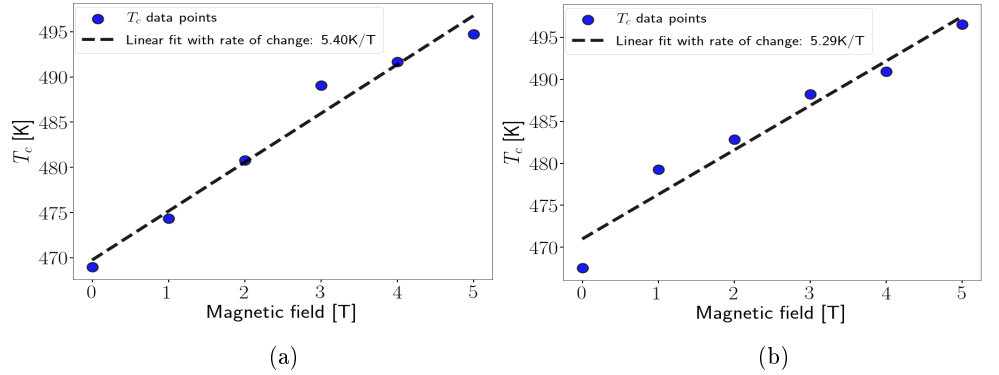 T_c data points
Linear fit with rate of change: 5.40K/T
495
490
485
480
475
470
T_c [K]
0 1 2 3 4 5
Magnetic field [T]
(a)
T_c data points
Linear fit with rate of change: 5.29K/T
495
490
485
480
475
470
T_c [K]
0 1 2 3 4 5
Magnetic field [T]
(b)